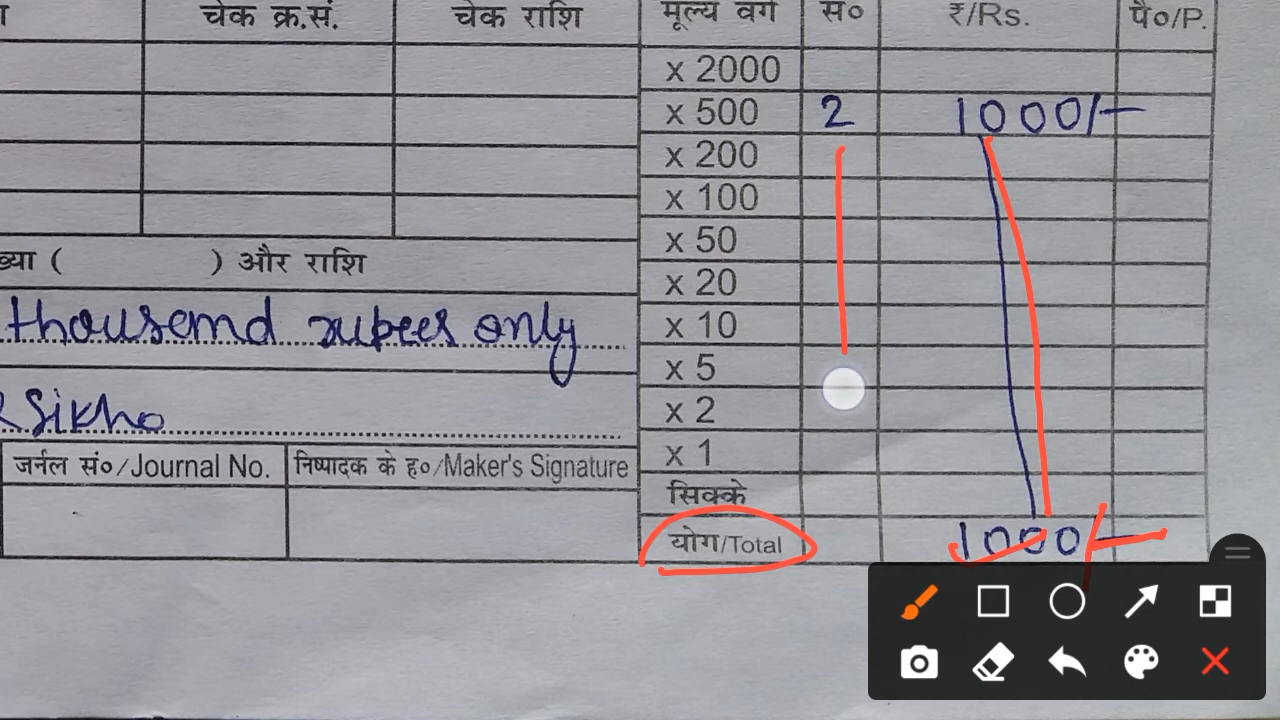 चेक क्र.सं. चेक राशि मूल्य वर्ग सं० ₹/Rs. पै०/P.
x 2000
x 500 2 1000/-
x 200
x 100
x 50
) और राशि
x 20
thousemd rupees only x 10
x 5
Sikho x 2
जर्नल सं०/Journal No. निष्पादक के ह०/Maker's Signature x 1
सिक्के
योग/Total 1000/-